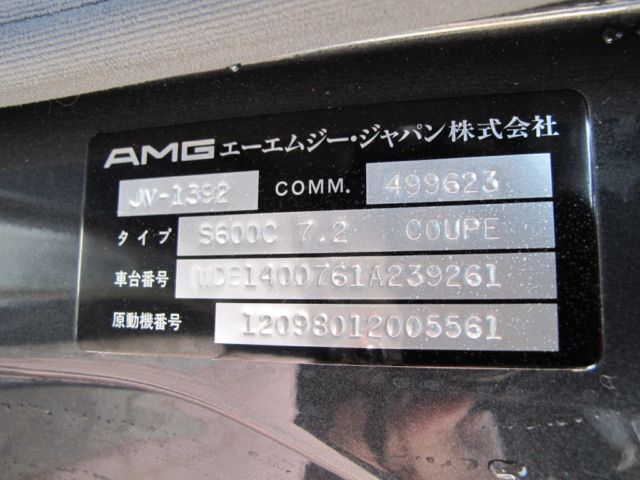 AMG エーエムジー・ジャパン株式会社
JV-1392 COMM. 499623
タイプ S600C 7.2 COUPE
車台番号 WDB1400761A239261
原動機番号 12098012005561